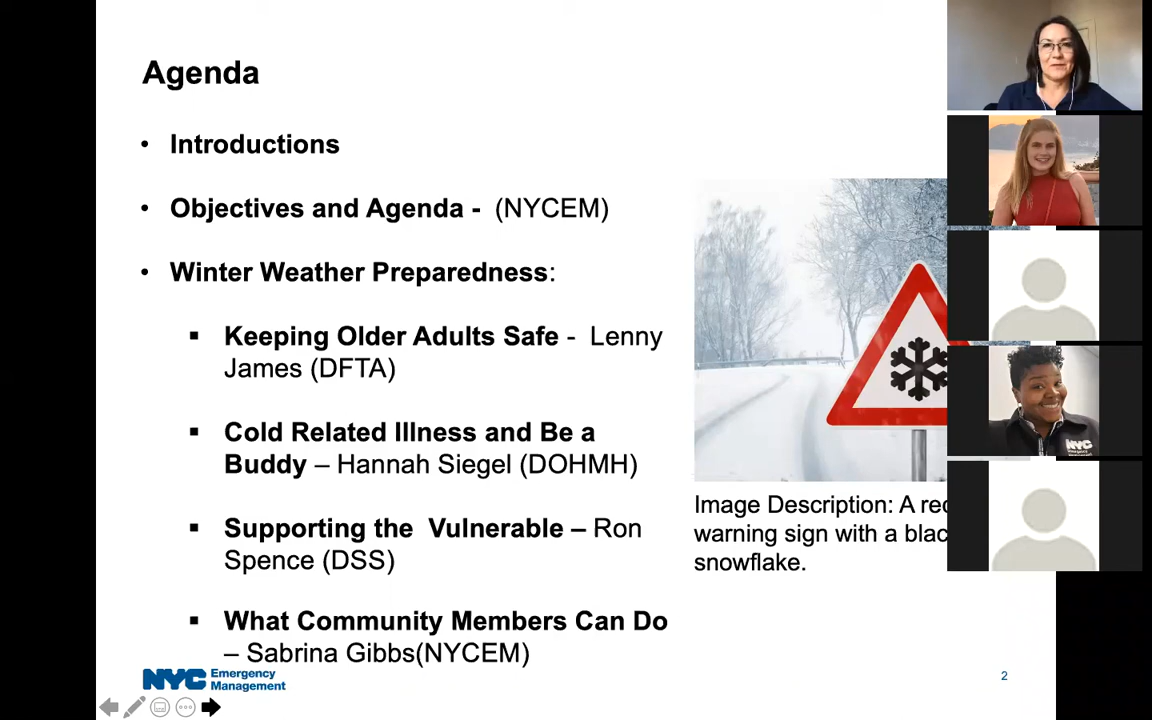 Agenda
• Introductions
• Objectives and Agenda - (NYCEM)
• Winter Weather Preparedness:
▪ Keeping Older Adults Safe - Lenny
James (DFTA)
▪ Cold Related Illness and Be a
Buddy – Hannah Siegel (DOHMH)
▪ Supporting the Vulnerable – Ron
Spence (DSS)
▪ What Community Members Can Do
– Sabrina Gibbs(NYCEM)
Image Description: A
warning sign with a
snowflake.
NYC Emergency
Management
2
NYC